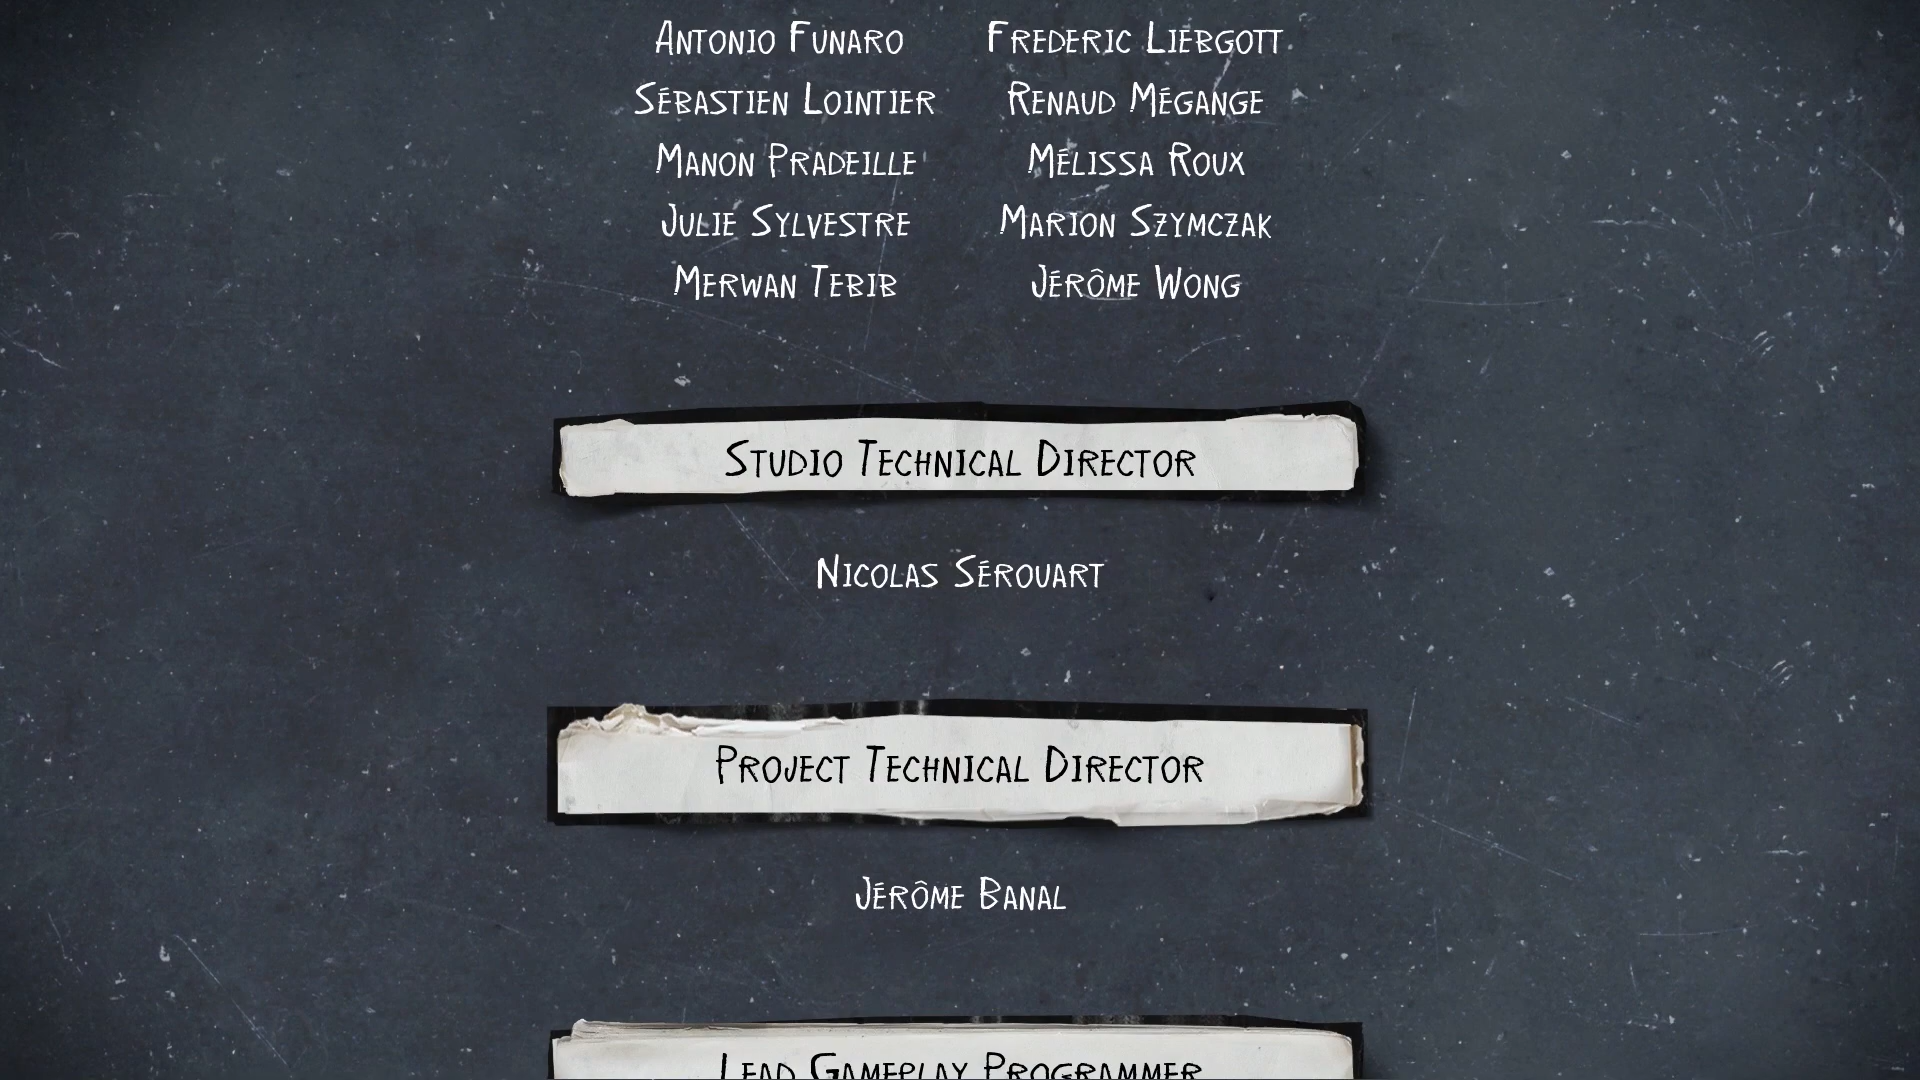 Antonio Funaro Frederic Liebgott
Sébastien Lointier Renaud Mégange
Manon Pradeille Mélissa Roux
Julie Sylvestre Marion Szymczak
Merwan Tebib Jérôme Wong
Studio Technical Director
Nicolas Sérouart
Project Technical Director
Jérôme Banal
Lead Gameplay Programmer